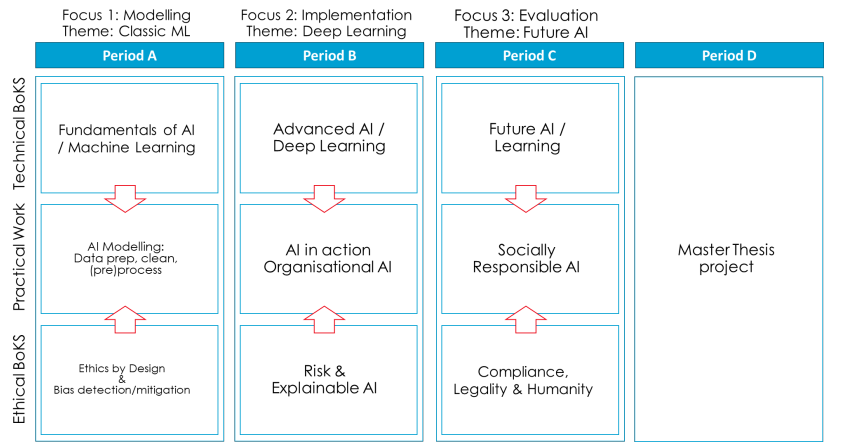 Focus 1: Modelling
Theme: Classic ML
Focus 2: Implementation
Theme: Deep Learning
Focus 3: Evaluation
Theme: Future AI
Period A
Period B
Period C
Period D
Technical BoKS
Fundamentals of AI
/ Machine Learning
Advanced AI /
Deep Learning
Future AI /
Learning
Practical Work
AI Modelling:
Data prep, clean,
(pre)process
AI in action
Organisational AI
Socially
Responsible AI
Master Thesis
project
Ethical BoKS
Ethics by Design
&
Bias detection/mitigation
Risk &
Explainable AI
Compliance,
Legality & Humanity